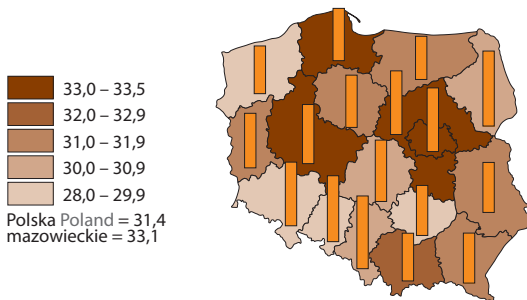 33,0 – 33,5
32,0 – 32,9
31,0 – 31,9
30,0 – 30,9
28,0 – 29,9
Polska Poland = 31,4
mazowieckie = 33,1